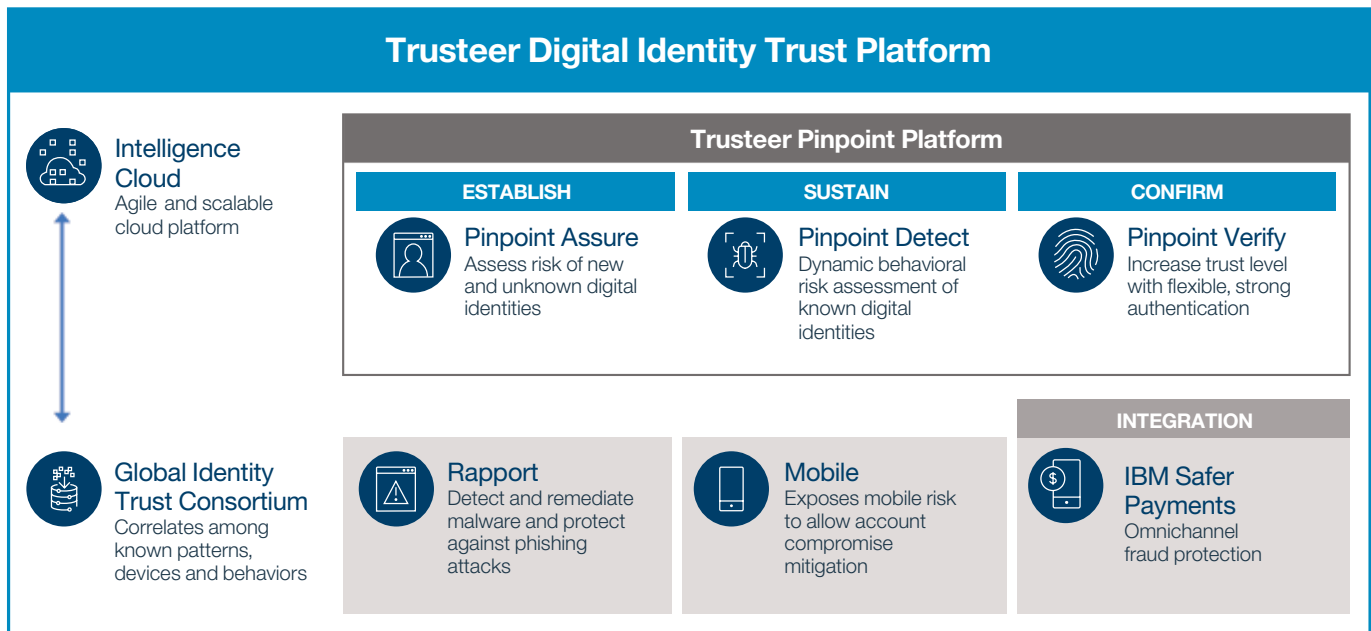 Trusteer Digital Identity Trust Platform
Intelligence
Cloud
Agile and scalable
cloud platform
Trusteer Pinpoint Platform
ESTABLISH
Pinpoint Assure
Assess risk of new
and unknown digital
identities
SUSTAIN
Pinpoint Detect
Dynamic behavioral
risk assessment of
known digital
identities
CONFIRM
Pinpoint Verify
Increase trust level
with flexible, strong
authentication
Global Identity
Trust Consortium
Correlates among
known patterns,
devices and behaviors
Rapport
Detect and remediate
malware and protect
against phishing
attacks
Mobile
Exposes mobile risk
to allow account
compromise
mitigation
INTEGRATION
$
IBM Safer
Payments
Omnichannel
fraud protection